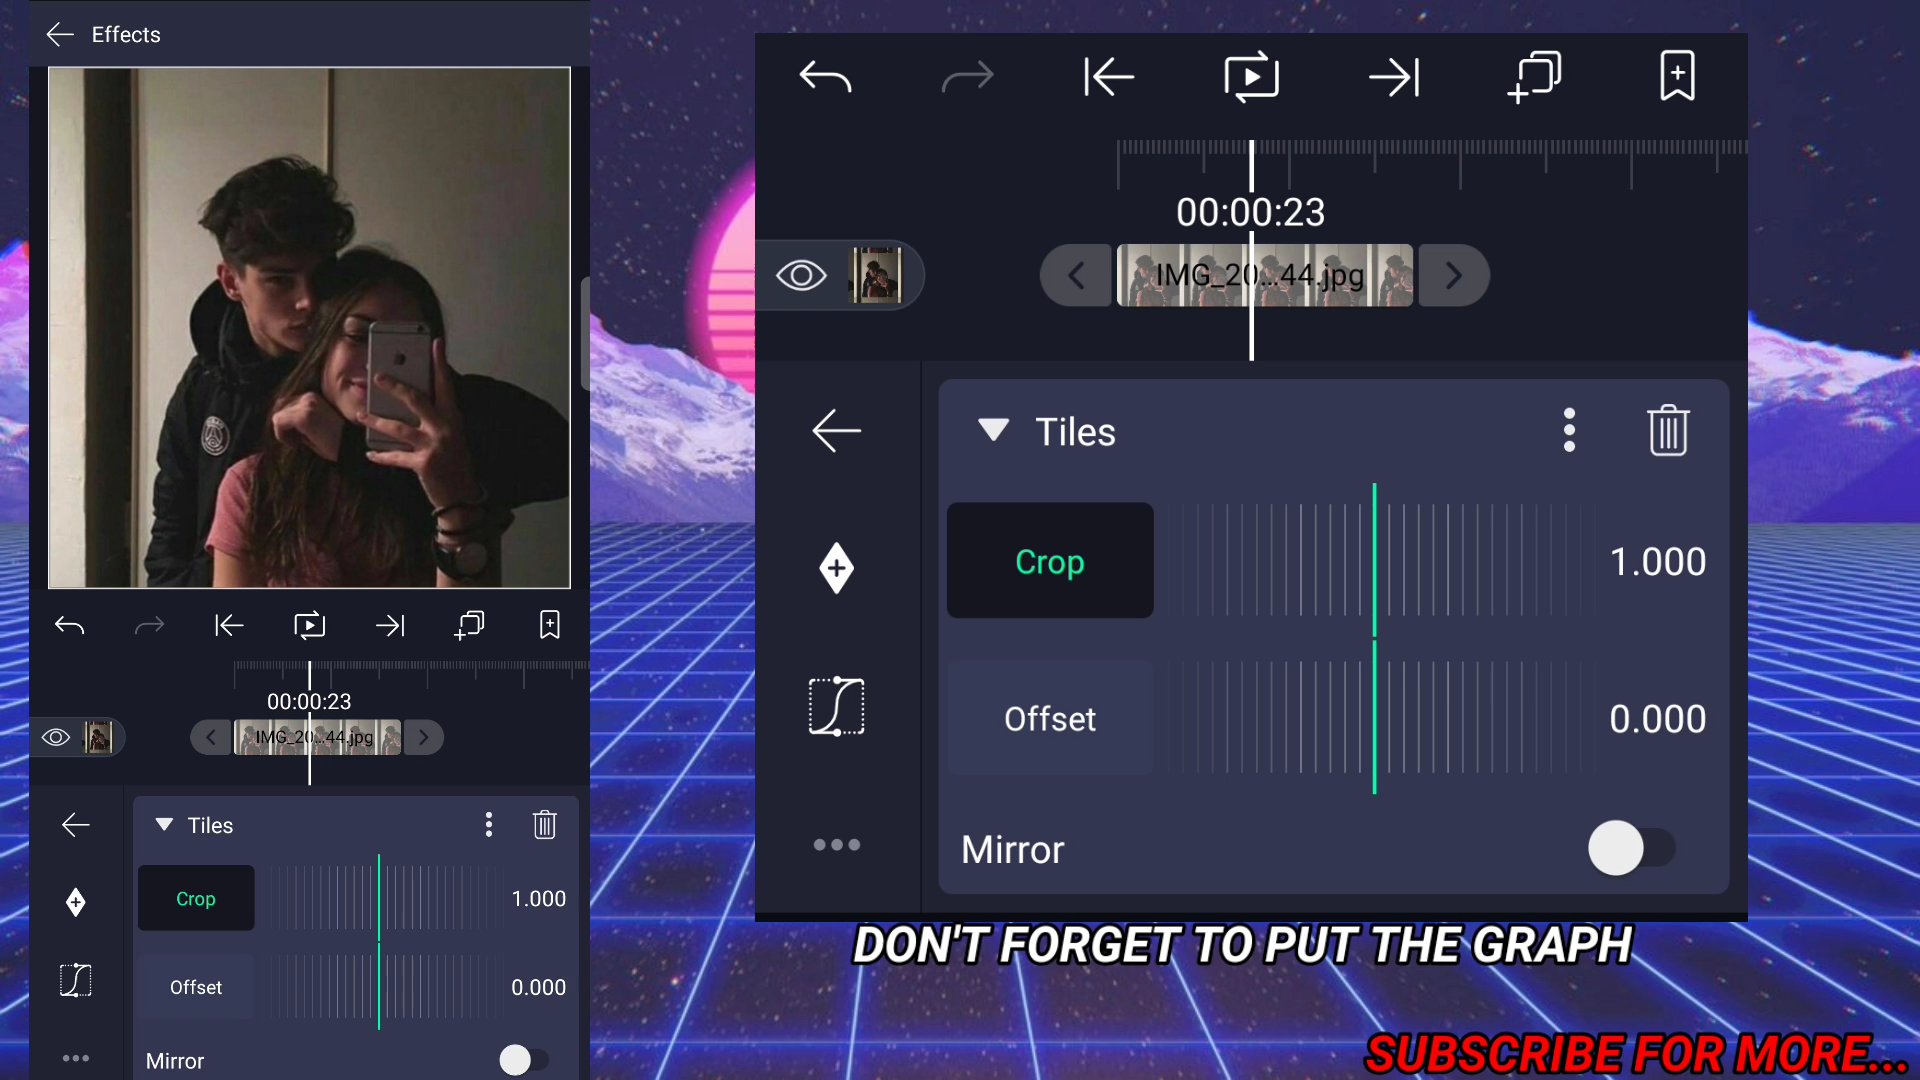 Effects
00:00:23
IMG_20...44.jpg
Tiles
Crop
1.000
Offset
0.000
Mirror
00:00:23
IMG_20...44.jpg
Tiles
Crop
1.000
Offset
0.000
Mirror
DON'T FORGET TO PUT THE GRAPH
SUBSCRIBE FOR MORE...